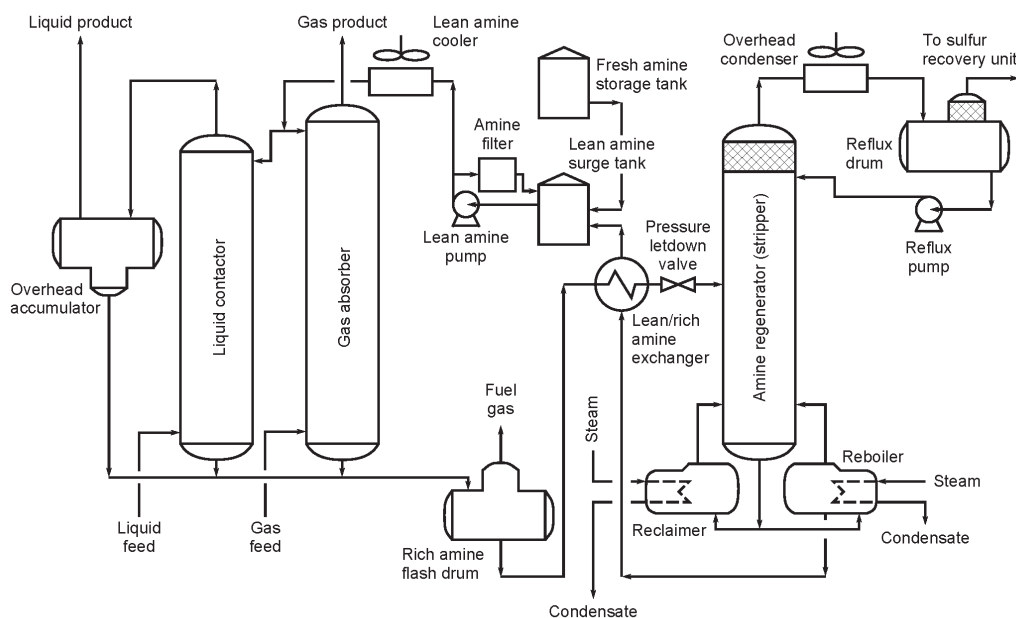 Liquid product
Gas product
Lean amine
cooler
Fresh amine
storage tank
Overhead
condenser
To sulfur
recovery unit
Amine
filter
Lean amine
surge tank
Reflux
drum
Lean amine
pump
Pressure
letdown
valve
Reflux
pump
Overhead
accumulator
Liquid contactor
Gas absorber
Amine regenerator (stripper)
Lean/rich
amine
exchanger
Fuel
gas
Steam
Reboiler
Steam
Reclaimer
Condensate
Liquid
feed
Gas
feed
Rich amine
flash drum
Condensate